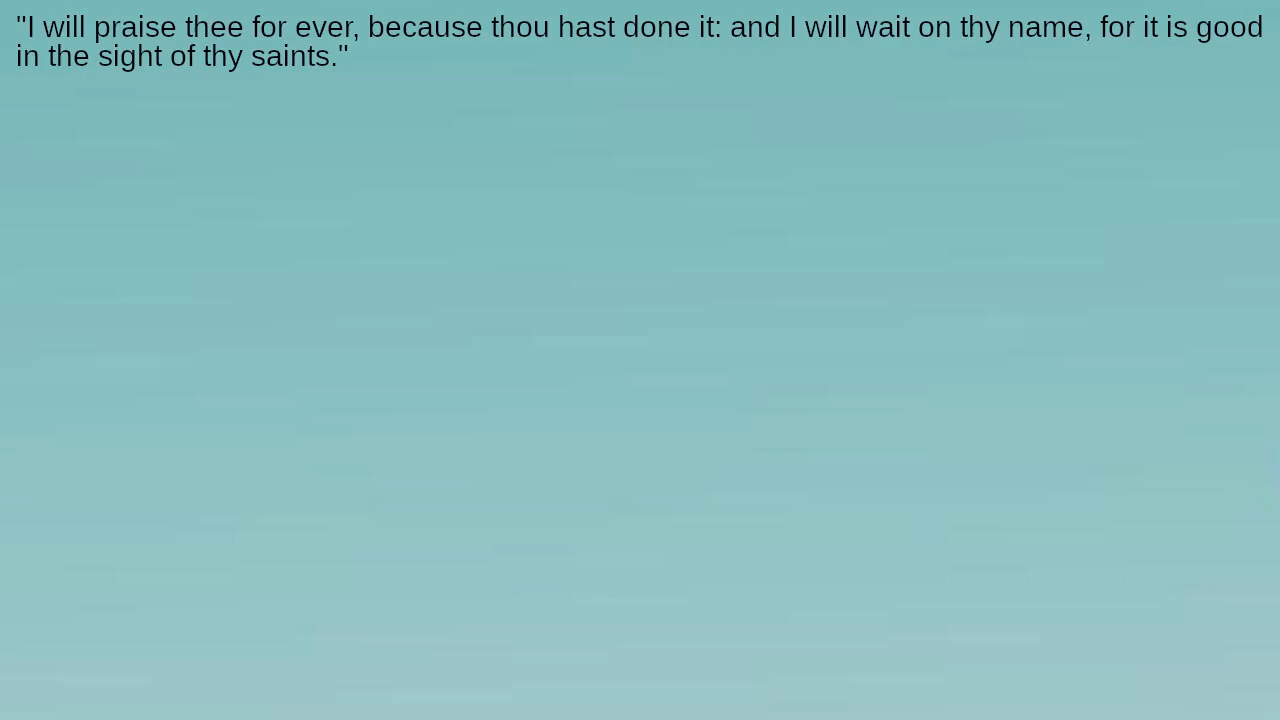 "I will praise thee for ever, because thou hast done it: and I will wait on thy name, for it is good
in the sight of thy saints."